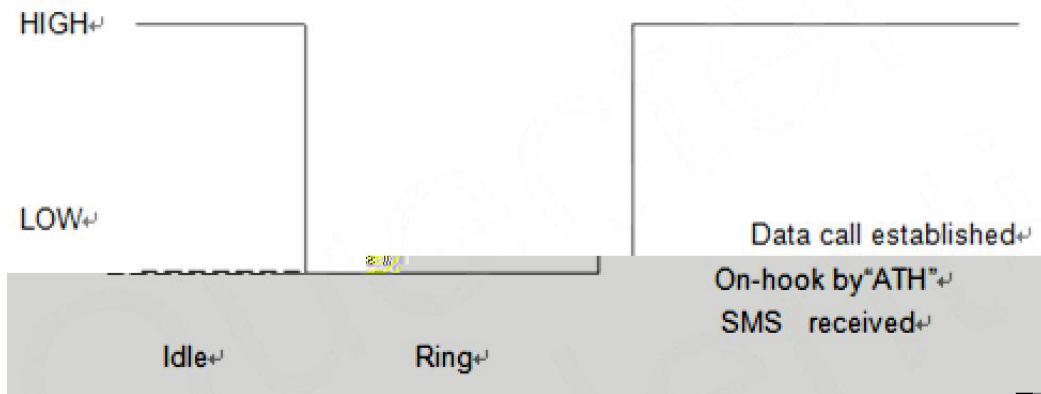 HIGH↵
LOW↵
Data call established↵
On-hook by“ATH”↵
SMS received↵
Idle↵
Ring↵